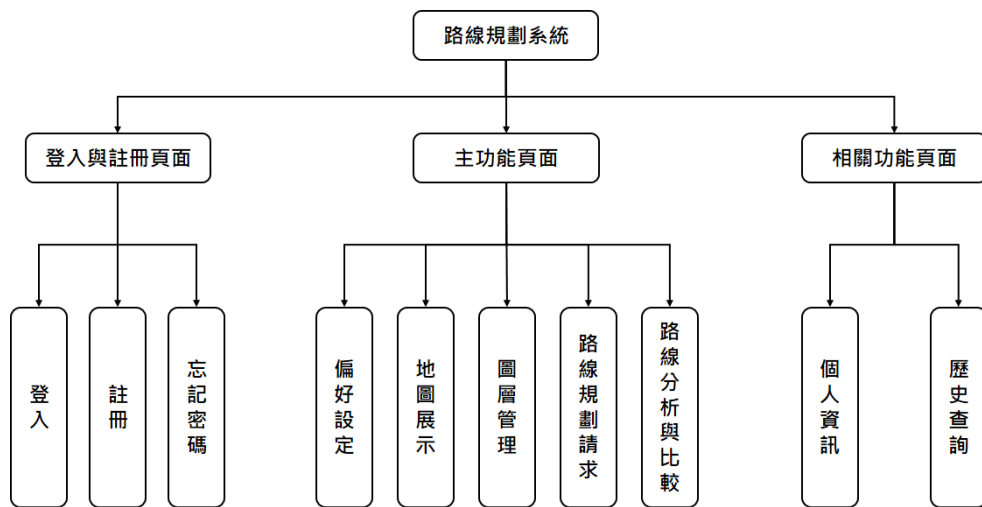 路線規劃系統
登入與註冊頁面
主功能頁面
相關功能頁面
登入
註冊
忘記密碼
偏好設定
地圖展示
圖層管理
路線規劃請求
路線分析與比較
個人資訊
歷史查詢